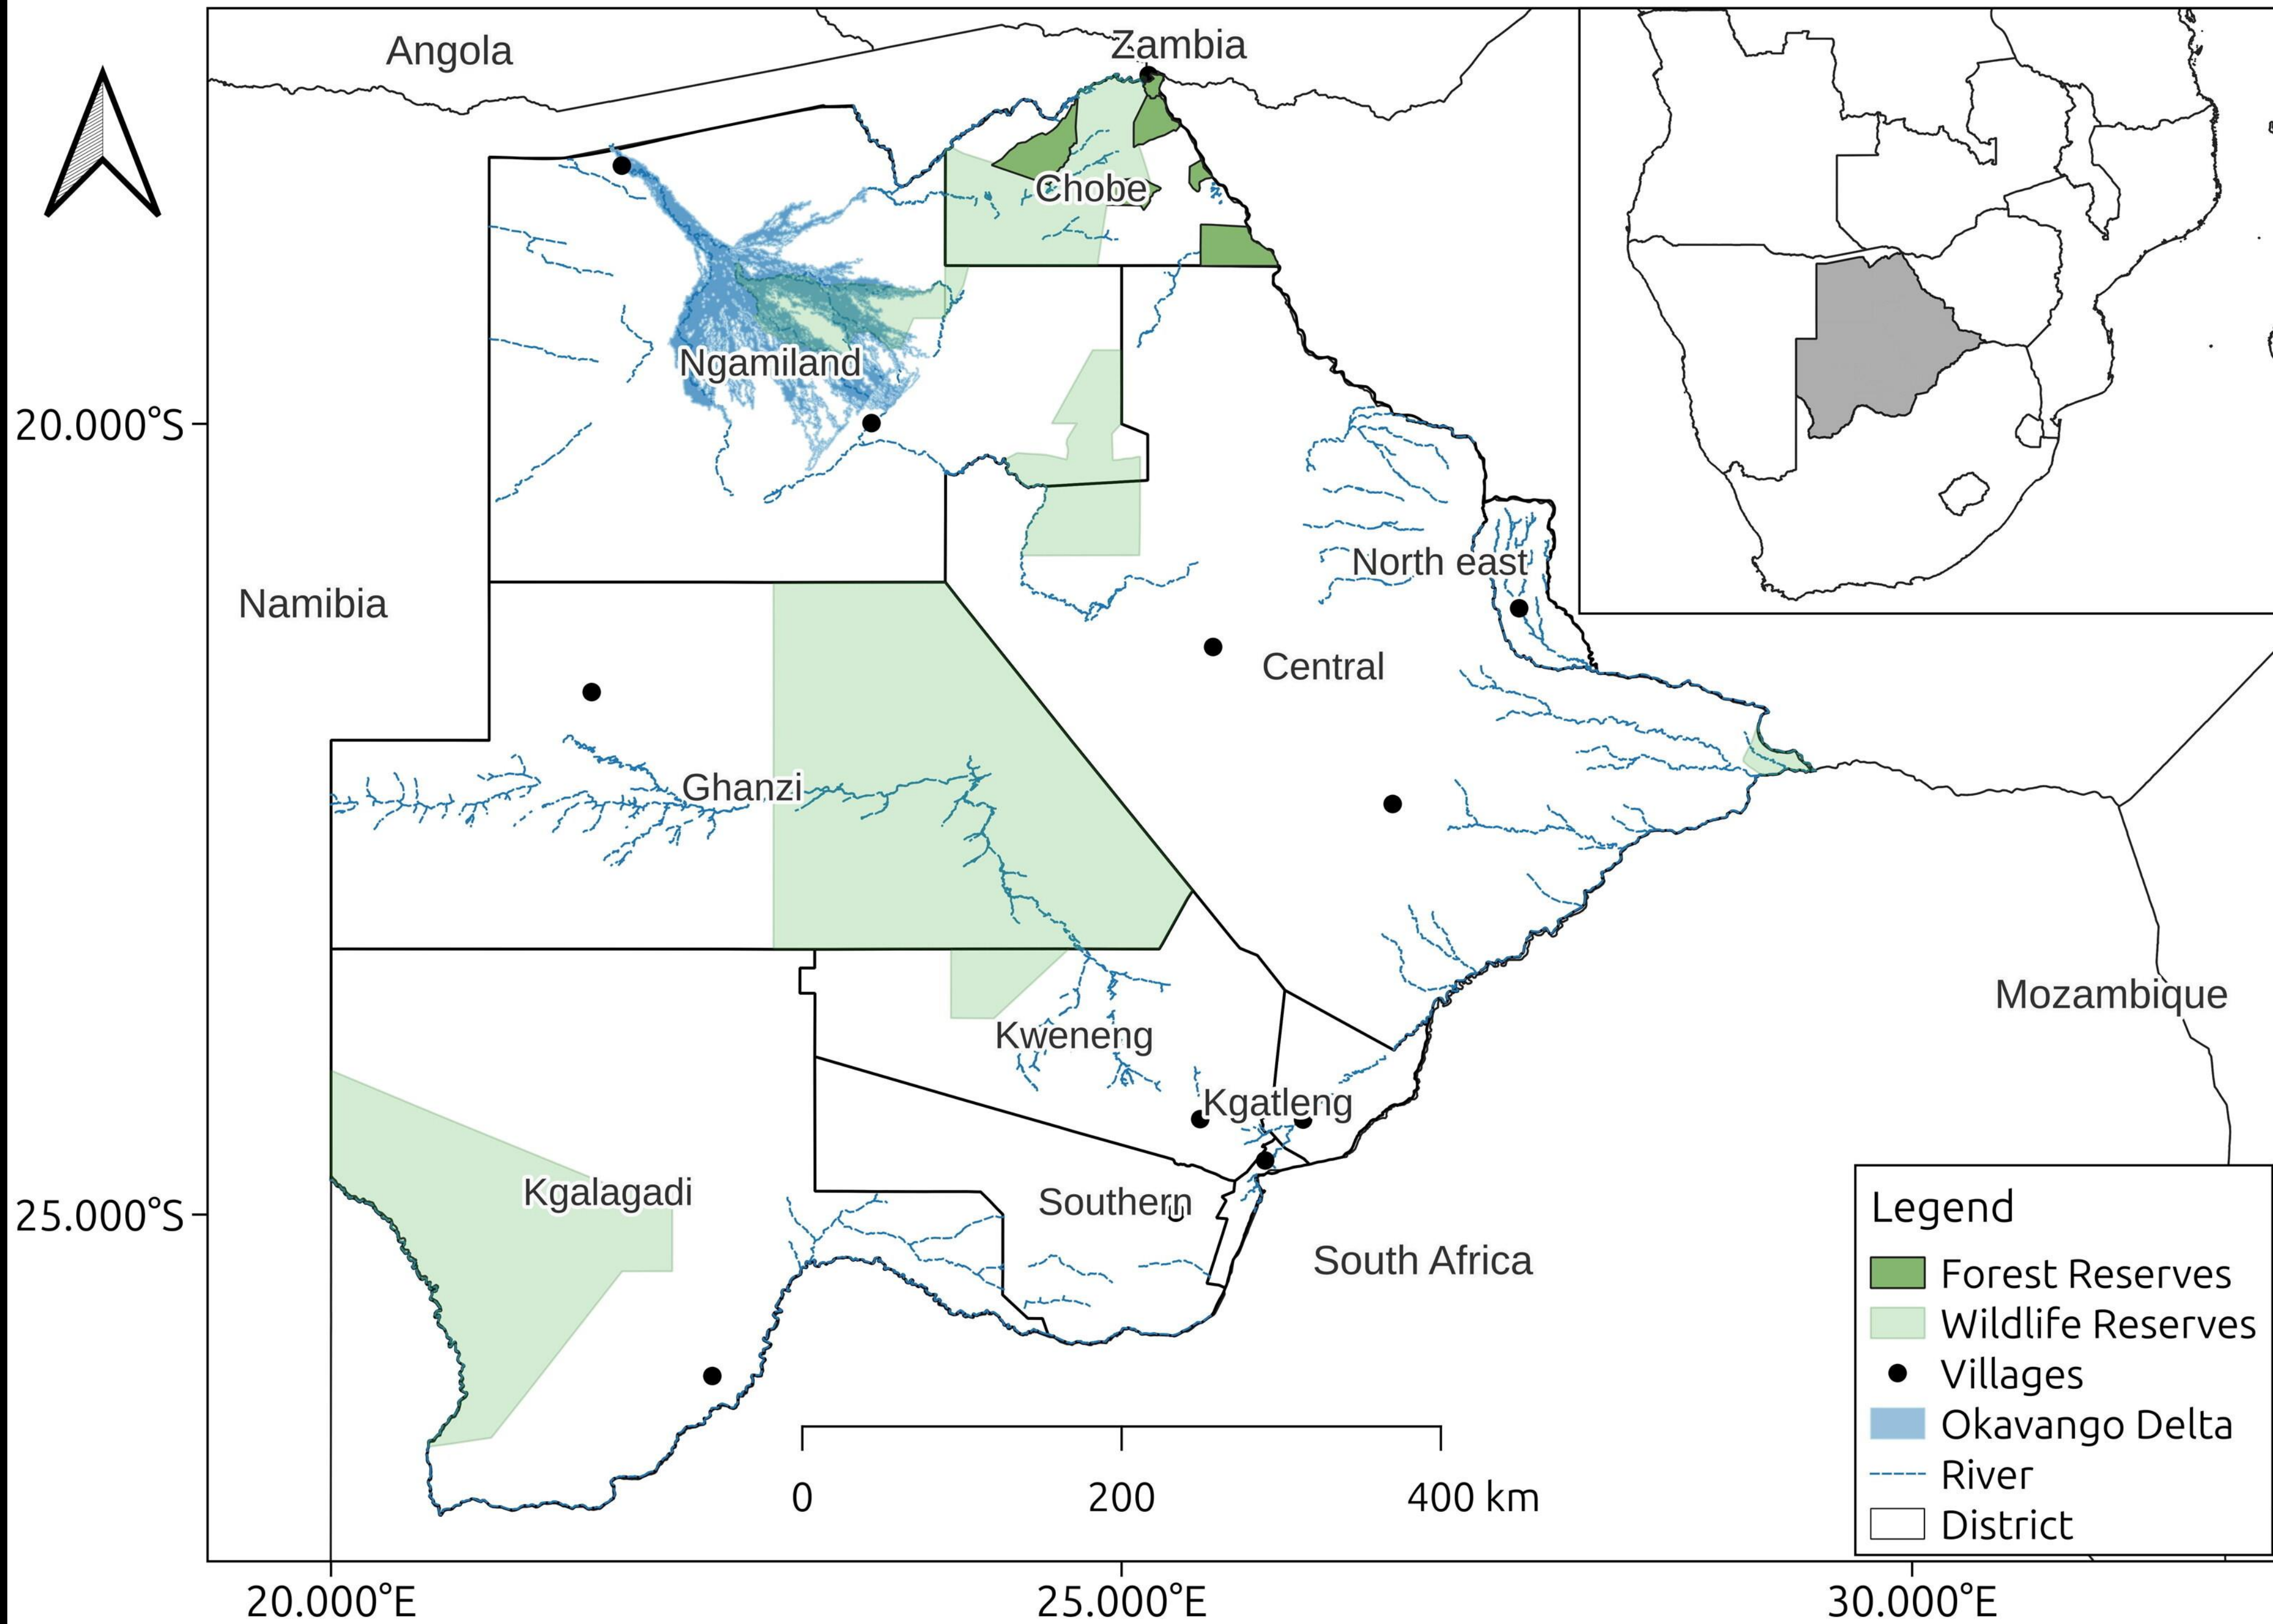 Angola
Zambia
Chobe
Ngamiland
20.000°S
North east
Namibia
Central
Ghanzi
Mozambique
Kweneng
Kgatleng
Kgalagadi
Southern
25.000°S
South Africa
Legend
Forest Reserves
Wildlife Reserves
Villages
Okavango Delta
River
District
0 200 400 km
20.000°E 25.000°E 30.000°E